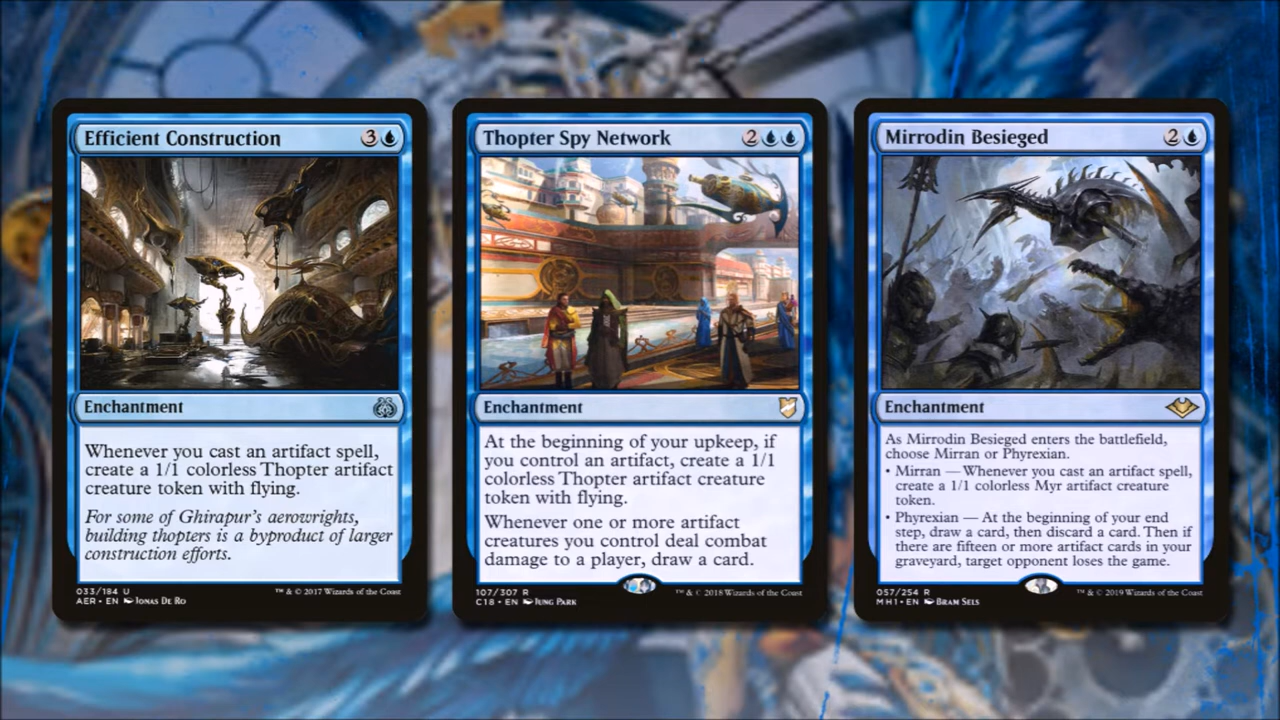 Efficient Construction 3
Enchantment
Whenever you cast an artifact spell,
create a 1/1 colorless Thopter artifact
creature token with flying.
For some of Ghirapur's aerowrights,
building thopters is a byproduct of larger
construction efforts.
033/184 U
AER • EN Jonas De Ro
™ & © 2017 Wizards of the Coast
Thopter Spy Network 2
Enchantment
At the beginning of your upkeep, if
you control an artifact, create a 1/1
colorless Thopter artifact creature
token with flying.
Whenever one or more artifact
creatures you control deal combat
damage to a player, draw a card.
107/307 R
C18 • EN Jung Park
™ & © 2018 Wizards of the Coast
Mirrodin Besieged 2
Enchantment
As Mirrodin Besieged enters the battlefield,
choose Mirran or Phyrexian.
• Mirran — Whenever you cast an artifact spell,
create a 1/1 colorless Myr artifact creature
token.
• Phyrexian — At the beginning of your end
step, draw a card, then discard a card. Then if
there are fifteen or more artifact cards in your
graveyard, target opponent loses the game.
057/254 R
MH1 • EN Bram Sels
™ & © 2019 Wizards of the Coast